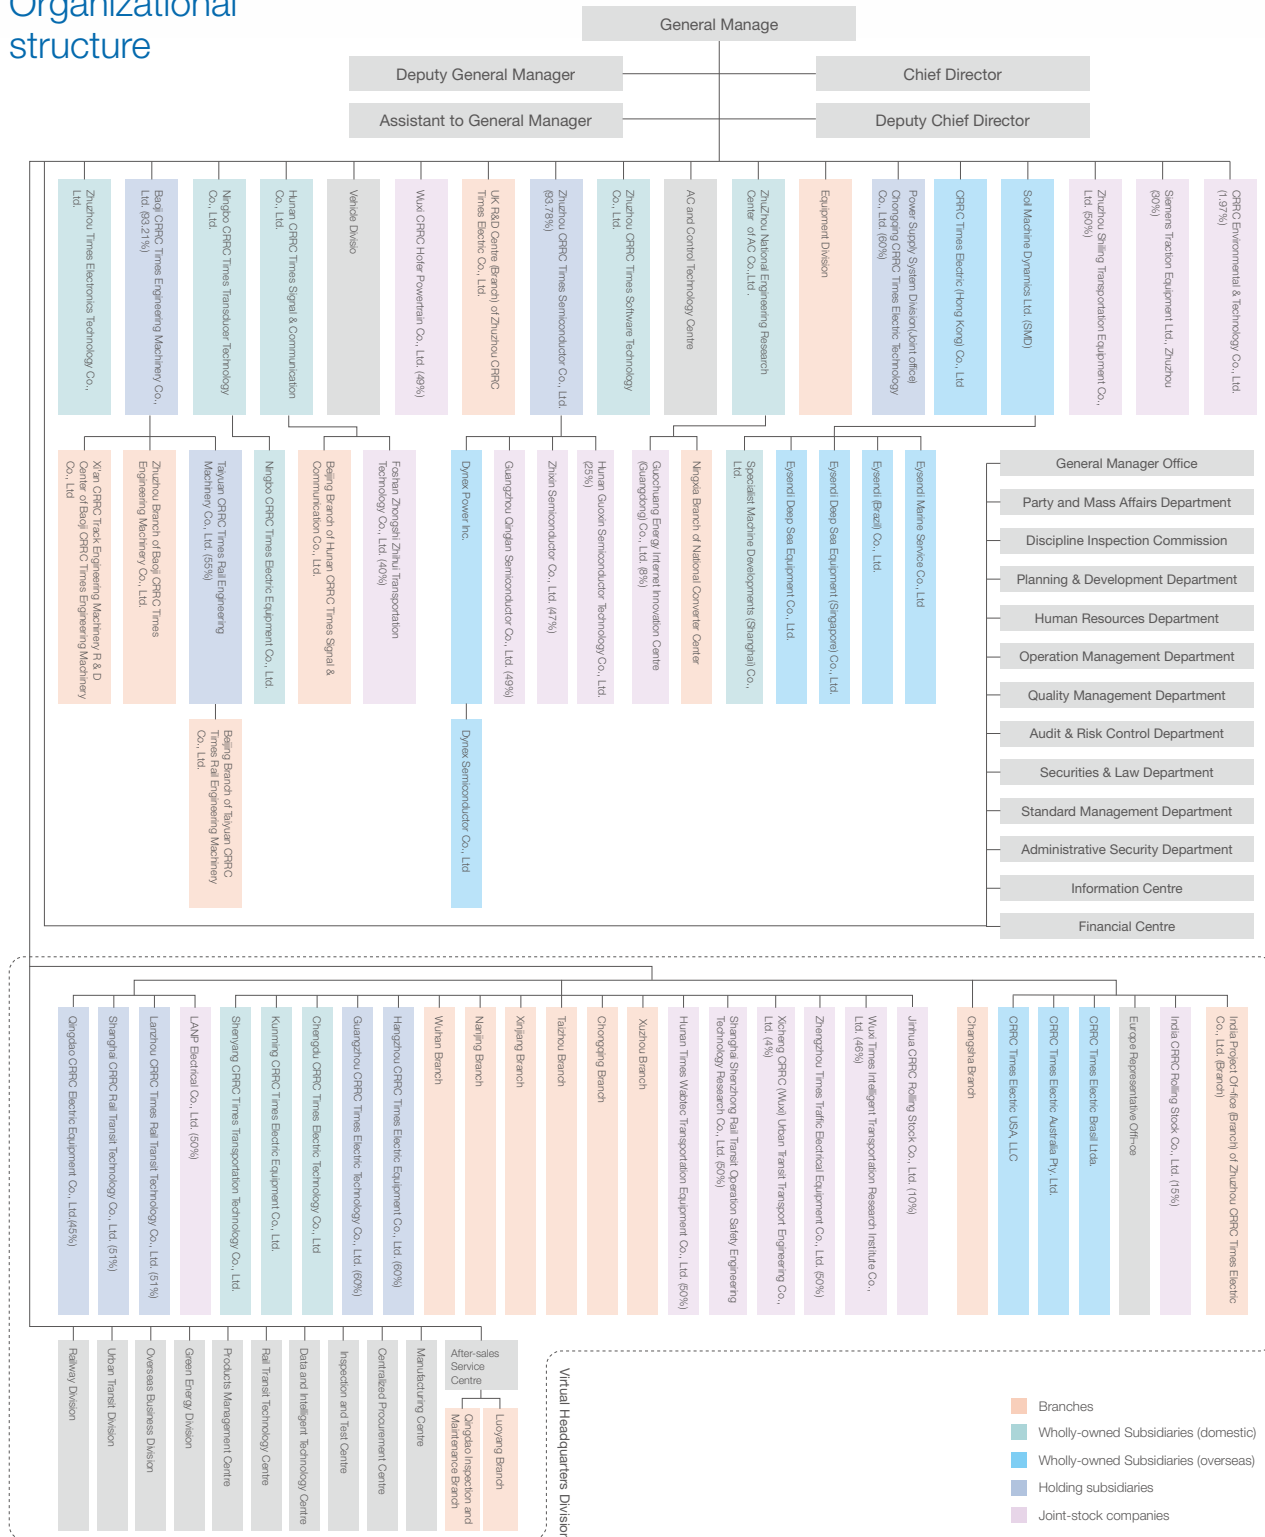 Organizational
structure
General Manage
Deputy General Manager
Chief Director
Assistant to General Manager
Deputy Chief Director
Zhuzhou Times Electronics Technology Co.,
Ltd.
Baoji CRRC Times Engineering Machinery Co.,
Ltd. (93.21%)
Ningbo CRRC Times Transducer Technology
Co., Ltd.
Hunan CRRC Times Signal & Communication
Co., Ltd.
Vehicle Divisio
Wuxi CRRC Hofer Powertrain Co., Ltd. (49%)
UK R&D Centre (Branch) of Zhuzhou CRRC
Times Electric Co., Ltd.
Zhuzhou CRRC Times Semiconductor Co., Ltd.
(93.78%)
Zhuzhou CRRC Times Software Technology
Co., Ltd.
AC and Control Technology Centre
ZhuZhou National Engineering Research
Center of AC Co.,Ltd .
Equipment Division
Power Supply System Division(Joint office)
Chongqing CRRC Times Electric Technology
Co., Ltd. (60%)
CRRC Times Electric (Hong Kong) Co., Ltd
Soil Machine Dynamics Ltd. (SMD)
Zhuzhou Shiling Transportation Equipment Co.,
Ltd. (50%)
Siemens Traction Equipment Ltd., Zhuzhou
(30%)
CRRC Environmental & Technology Co., Ltd.
(1.97%)
Xi'an CRRC Track Engineering Machinery R & D
Center of Baoji CRRC Times Engineering Machinery
Co., Ltd
Zhuzhou Branch of Baoji CRRC Times
Engineering Machinery Co., Ltd.
Taiyuan CRRC Times Rail Engineering
Machinery Co., Ltd. (55%)
Ningbo CRRC Times Electric Equipment Co., Ltd.
Beijing Branch of Hunan CRRC Times Signal &
Communication Co., Ltd.
Foshan Zhongshi Zhihui Transportation
Technology Co., Ltd. (40%)
Dynex Power Inc.
Guangzhou Qinglan Semiconductor Co., Ltd. (49%)
Zhixin Semiconductor Co., Ltd. (47%)
Hunan Guoxin Semiconductor Technology Co., Ltd.
(25%)
Guochuang Energy Internet Innovation Centre
(Guangdong) Co., Ltd. (8%)
Ningxia Branch of National Converter Center
Specialist Machine Developments (Shanghai) Co.,
Ltd.
Eysendi Deep Sea Equipment Co., Ltd.
Eysendi Deep Sea Equipment (Singapore) Co., Ltd.
Eysendi (Brazil) Co., Ltd.
Eysendi Marine Service Co., Ltd
Beijing Branch of Taiyuan CRRC
Times Rail Engineering Machinery
Co., Ltd.
Dynex Semiconductor Co., Ltd
General Manager Office
Party and Mass Affairs Department
Discipline Inspection Commission
Planning & Development Department
Human Resources Department
Operation Management Department
Quality Management Department
Audit & Risk Control Department
Securities & Law Department
Standard Management Department
Administrative Security Department
Information Centre
Financial Centre
Qingdao CRRC Electric Equipment Co., Ltd.(45%)
Shanghai CRRC Rail Transit Technology Co., Ltd. (51%)
Lanzhou CRRC Times Rail Transit Technology Co., Ltd. (51%)
LANP Electrical Co., Ltd. (50%)
Shenyang CRRC Times Transportation Technology Co., Ltd.
Kunming CRRC Times Electric Equipment Co., Ltd.
Chengdu CRRC Times Electric Technology Co., Ltd
Guangzhou CRRC Times Electric Technology Co., Ltd. (60%)
Hangzhou CRRC Times Electric Equipment Co., Ltd. (60%)
Wuhan Branch
Nanjing Branch
Xinjiang Branch
Taizhou Branch
Chongqing Branch
Xuzhou Branch
Hunan Times Wabtec Transportation Equipment Co., Ltd. (50%)
Shanghai Shenzhong Rail Transit Operation Safety Engineering
Technology Research Co., Ltd. (50%)
Xicheng CRRC (Wuxi) Urban Transit Transport Engineering Co.,
Ltd. (4%)
Zhengzhou Times Traffic Electrical Equipment Co., Ltd. (50%)
Wuxi Times Intelligent Transportation Research Institute Co.,
Ltd. (46%)
Jinhua CRRC Rolling Stock Co., Ltd. (10%)
Changsha Branch
CRRC Times Electric USA, LLC
CRRC Times Electric Australia Pty. Ltd.
CRRC Times Electric Brasil Ltda.
Europe Representative Offi-ce
India CRRC Rolling Stock Co., Ltd. (15%)
India Project Of-fice (Branch) of Zhuzhou CRRC Times Electric
Co., Ltd. (Branch)
Railway Division
Urban Transit Division
Overseas Business Division
Green Energy Division
Products Management Centre
Rail Transit Technology Centre
Data and Intelligent Technology Centre
Inspection and Test Centre
Centralized Procurement Centre
Manufacturing Centre
After-sales
Service
Centre
Qingdao Inspection and
Maintenance Branch
Luoyang Branch
Virtual Headquarters Division
Branches
Wholly-owned Subsidiaries (domestic)
Wholly-owned Subsidiaries (overseas)
Holding subsidiaries
Joint-stock companies